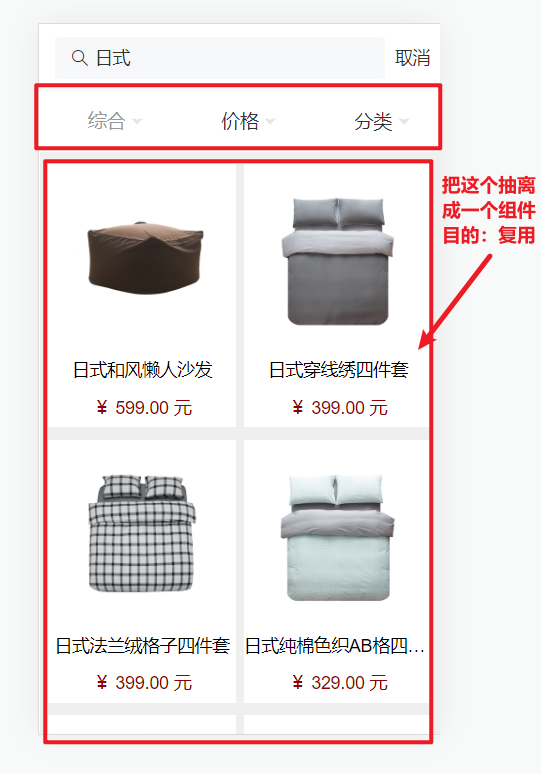 日式 取消
综合 价格 分类
把这个抽离
成一个组件
目的：复用
日式和风懒人沙发 日式穿线绣四件套
¥ 599.00 元 ¥ 399.00 元
日式法兰绒格子四件套 日式纯棉色织AB格四...
¥ 399.00 元 ¥ 329.00 元